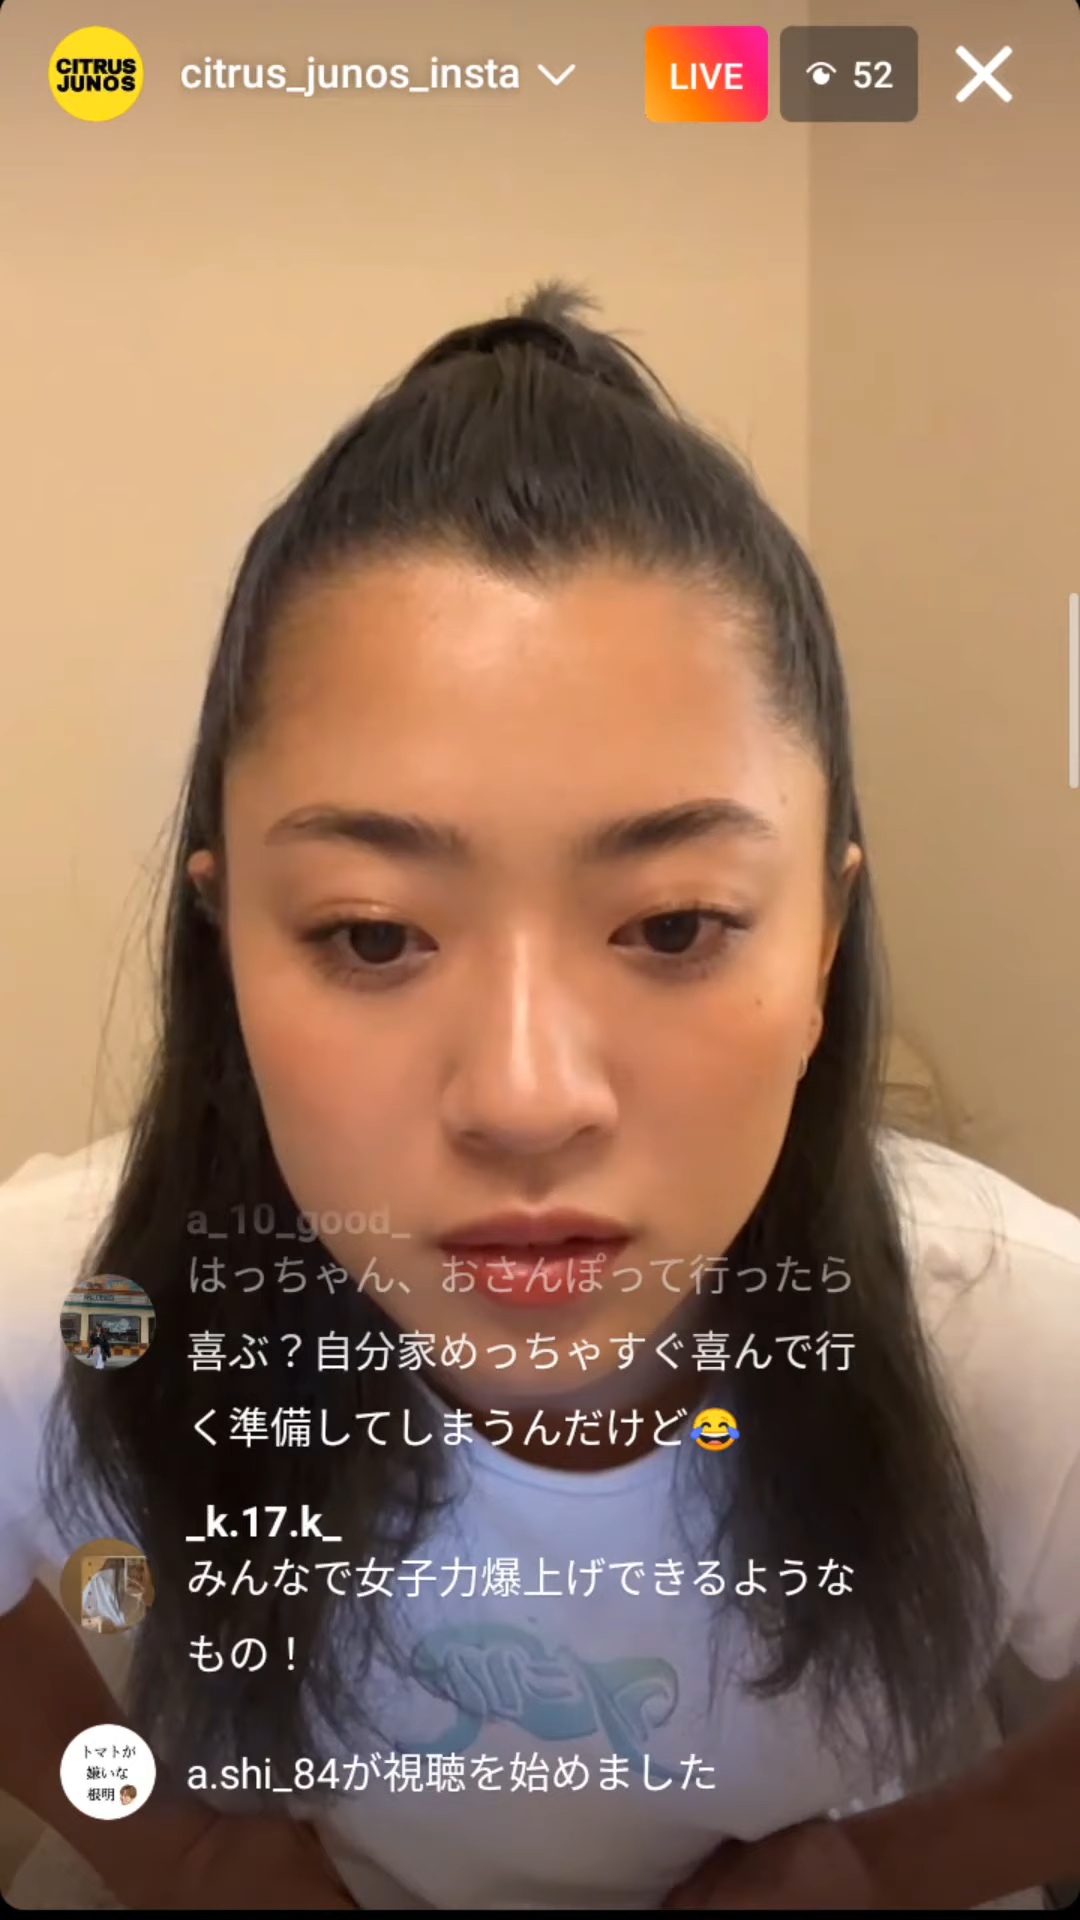 CITRUS
JUNOS
citrus_junos_insta
LIVE
52
a_10_good_
はっちゃん、おさんぽって行ったら
喜ぶ？自分家めっちゃすぐ喜んで行
く準備してしまうんだけど😂
_k.17.k_
みんなで女子力爆上げできるような
もの！
トマトが
嫌いな
根明
a.shi_84が視聴を始めました